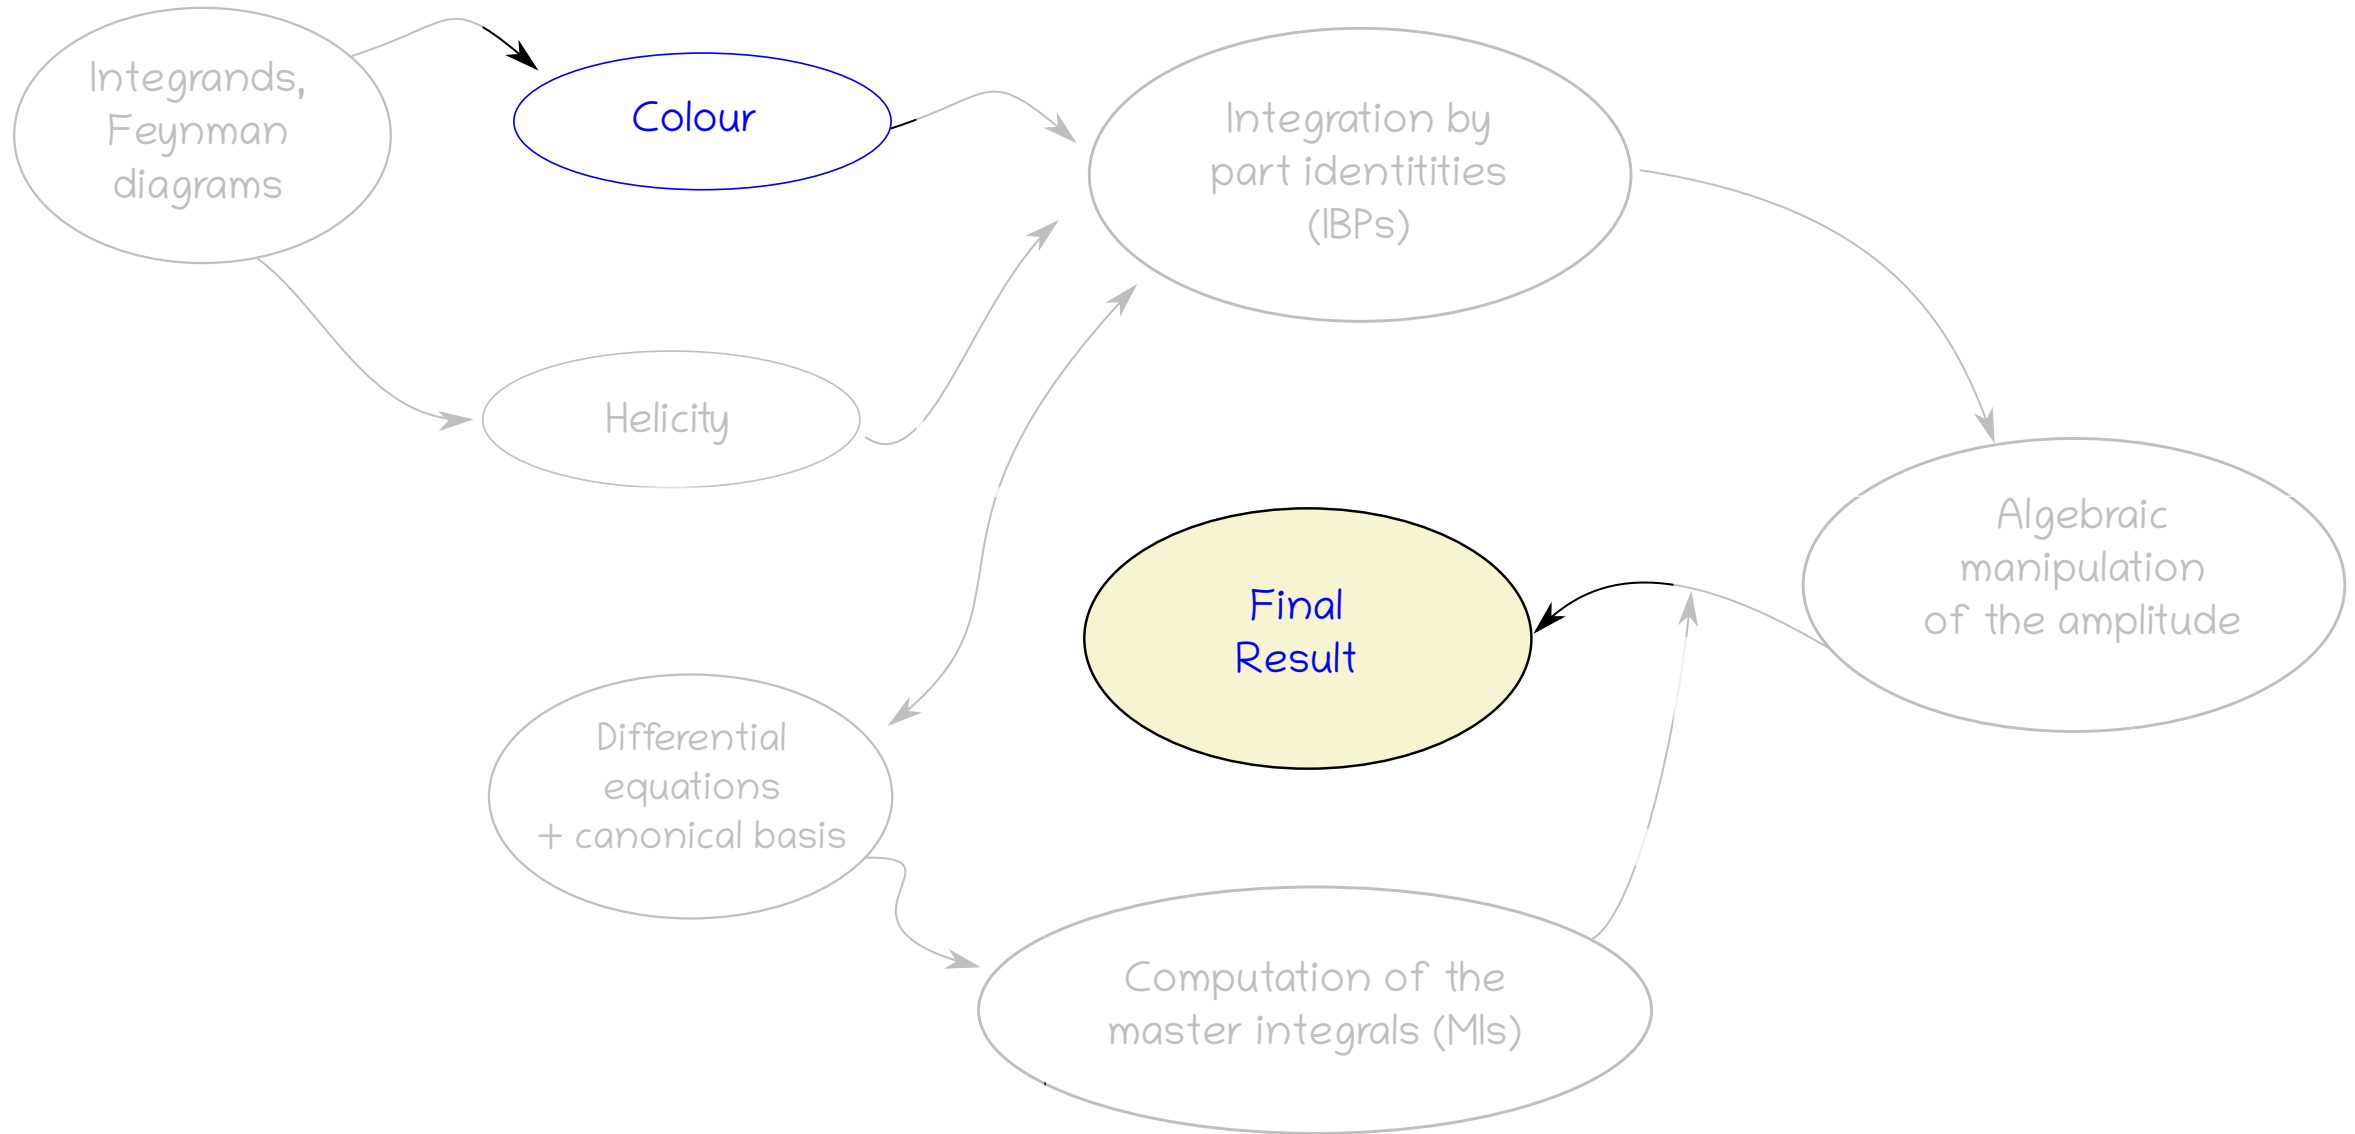 Integrands,
Feynman
diagrams
Colour
Integration by
part identitities
(IBPs)
Helicity
Algebraic
manipulation
of the amplitude
Final
Result
Differential
equations
+ canonical basis
Computation of the
master integrals (MIs)